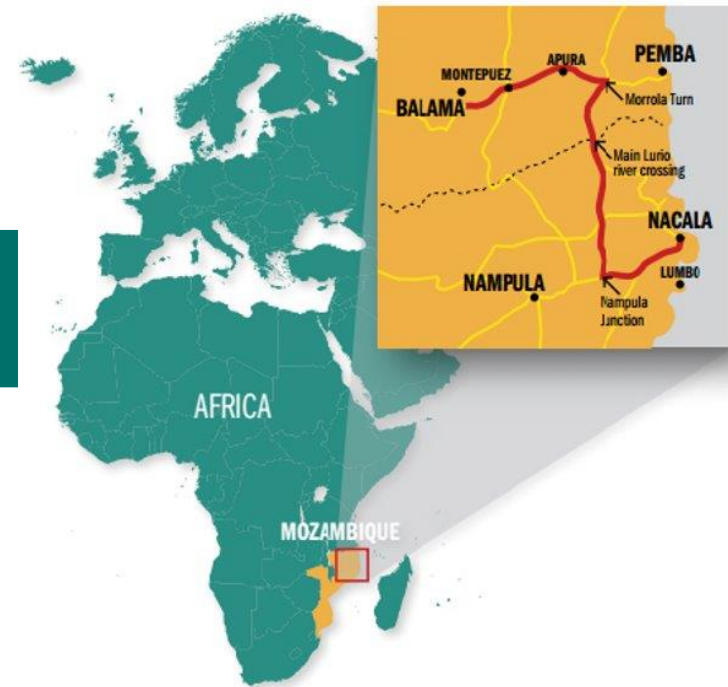 AFRICA
MOZAMBIQUE
APURA
PEMBA
MONTEPUEZ
BALAMA
Morrola Turn
Main Lurio
river crossing
NACALA
NAMPULA
LUMBO
Nampula
Junction